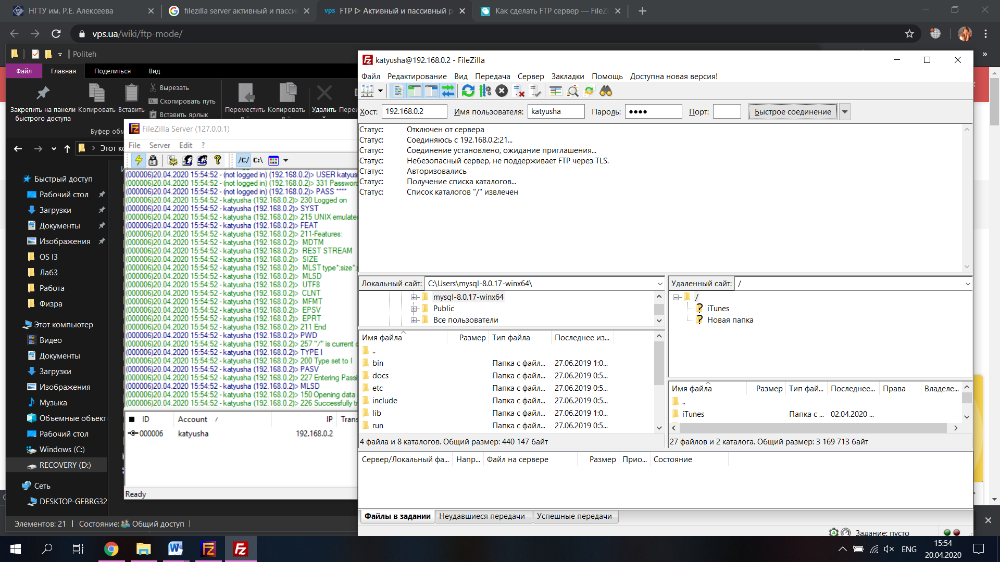 НГТУ им. Р.Е. Алексеева
filezilla server активный и пасси
vps FTP ▷ Активный и пассивный р
Как сделать FTP сервер — FileZi
vps.ua/wiki/ftp-mode/
Politeh
Файл Главная Поделиться Вид
Закрепить на панели быстрого доступа
Копировать
Вставить
Вырезать
Скопировать путь
Вставить ярлык
Переместить в
Копировать в
Удалить
Буфер обм
Этот ко
Быстрый доступ
Рабочий стол
Загрузки
Документы
Изображения
OS I3
Лаб3
Работа
Физра
Этот компьютер
Видео
Документы
Загрузки
Изображения
Музыка
Объемные объект
Рабочий стол
Windows (C:)
RECOVERY (D:)
Сеть
DESKTOP-GEBRG32
Элементов: 21 Состояние: Общий доступ
FileZilla Server (127.0.0.1)
File Server Edit ?
/C/ C:\
(000006)20.04.2020 15:54:52 - (not logged in) (192.168.0.2)> USER katyus
(000006)20.04.2020 15:54:52 - (not logged in) (192.168.0.2)> 331 Password
(000006)20.04.2020 15:54:52 - (not logged in) (192.168.0.2)> PASS ****
(000006)20.04.2020 15:54:52 - katyusha (192.168.0.2)> 230 Logged on
(000006)20.04.2020 15:54:52 - katyusha (192.168.0.2)> SYST
(000006)20.04.2020 15:54:52 - katyusha (192.168.0.2)> 215 UNIX emulated
(000006)20.04.2020 15:54:52 - katyusha (192.168.0.2)> FEAT
(000006)20.04.2020 15:54:52 - katyusha (192.168.0.2)> 211-Features:
(000006)20.04.2020 15:54:52 - katyusha (192.168.0.2)> MDTM
(000006)20.04.2020 15:54:52 - katyusha (192.168.0.2)> REST STREAM
(000006)20.04.2020 15:54:52 - katyusha (192.168.0.2)> SIZE
(000006)20.04.2020 15:54:52 - katyusha (192.168.0.2)> MLST type*;size*;
(000006)20.04.2020 15:54:52 - katyusha (192.168.0.2)> MLSD
(000006)20.04.2020 15:54:52 - katyusha (192.168.0.2)> UTF8
(000006)20.04.2020 15:54:52 - katyusha (192.168.0.2)> CLNT
(000006)20.04.2020 15:54:52 - katyusha (192.168.0.2)> MFMT
(000006)20.04.2020 15:54:52 - katyusha (192.168.0.2)> EPSV
(000006)20.04.2020 15:54:52 - katyusha (192.168.0.2)> EPRT
(000006)20.04.2020 15:54:52 - katyusha (192.168.0.2)> 211 End
(000006)20.04.2020 15:54:52 - katyusha (192.168.0.2)> PWD
(000006)20.04.2020 15:54:52 - katyusha (192.168.0.2)> 257 "/" is current d
(000006)20.04.2020 15:54:52 - katyusha (192.168.0.2)> TYPE I
(000006)20.04.2020 15:54:52 - katyusha (192.168.0.2)> 200 Type set to I
(000006)20.04.2020 15:54:52 - katyusha (192.168.0.2)> PASV
(000006)20.04.2020 15:54:52 - katyusha (192.168.0.2)> 227 Entering Passi
(000006)20.04.2020 15:54:52 - katyusha (192.168.0.2)> MLSD
(000006)20.04.2020 15:54:52 - katyusha (192.168.0.2)> 150 Opening data
(000006)20.04.2020 15:54:52 - katyusha (192.168.0.2)> 226 Successfully tr
ID Account / IP Trans
000006 katyusha 192.168.0.2
Ready
katyusha@192.168.0.2 - FileZilla
Файл Редактирование Вид Передача Сервер Закладки Помощь Доступна новая версия!
Хост: 192.168.0.2 Имя пользователя: katyusha Пароль: ●●●● Порт: Быстрое соединение
Статус: Отключен от сервера
Статус: Соединяюсь с 192.168.0.2:21...
Статус: Соединение установлено, ожидание приглашения...
Статус: Небезопасный сервер, не поддерживает FTP через TLS.
Статус: Авторизовались
Статус: Получение списка каталогов...
Статус: Список каталогов "/" извлечен
Локальный сайт: C:\Users\mysql-8.0.17-winx64\
mysql-8.0.17-winx64
Public
Все пользователи
Имя файла Размер Тип файла Последнее из...
..
bin Папка с файл... 27.06.2019 1:0...
docs Папка с файл... 27.06.2019 0:5...
etc Папка с файл... 27.06.2019 0:5...
include Папка с файл... 27.06.2019 0:5...
lib Папка с файл... 27.06.2019 1:0...
run Папка с файл... 27.06.2019 0:5...
4 файла и 8 каталогов. Общий размер: 440 147 байт
Удаленный сайт: /
/
iTunes
Новая папка
Имя файла Размер Тип фай... Последнее... Права Владеле...
..
iTunes Папка с ... 02.04.2020 ...
27 файлов и 2 каталога. Общий размер: 3 169 713 байт
Сервер/Локальный фа... Напр... Файл на сервере Размер Прио... Состояние
Файлы в задании Неудавшиеся передачи Успешные передачи
Задание: пусто
ENG
15:54
20.04.2020